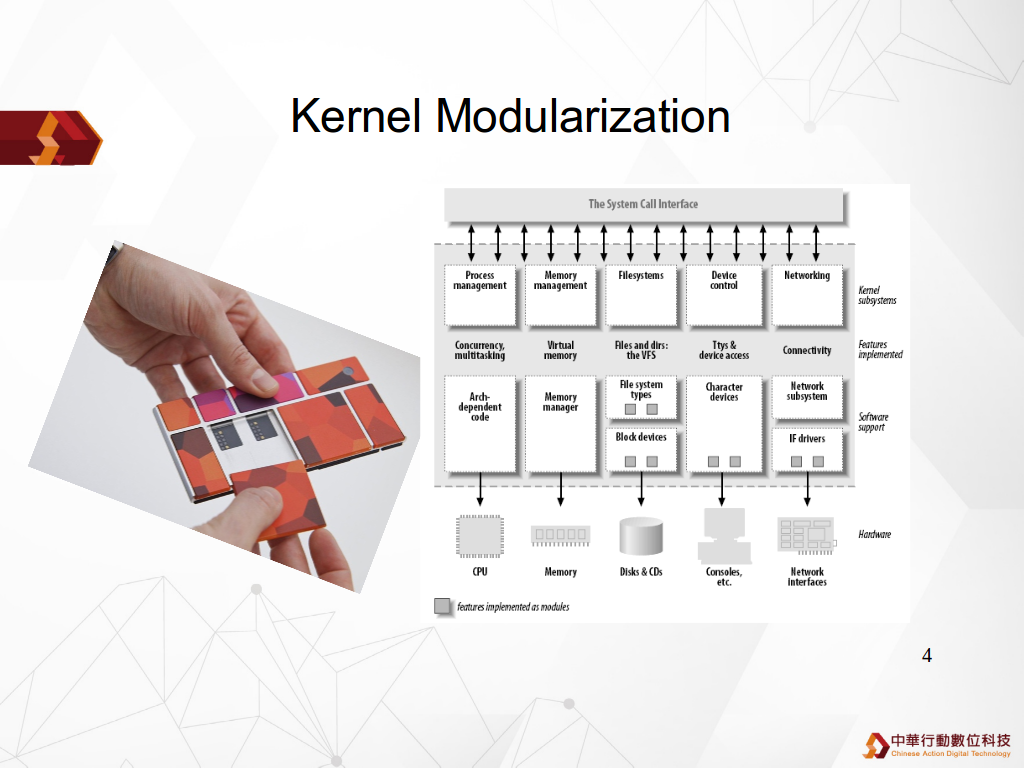 Kernel Modularization
The System Call Interface
Process
management
Memory
management
Filesystems
Device
control
Networking
Kernel
subsystems
Concurrency,
multitasking
Virtual
memory
Files and dirs:
the VFS
Ttys &
device access
Connectivity
Features
implemented
Arch-
dependent
code
Memory
manager
File system
types
Block devices
Character
devices
Network
subsystem
IF drivers
Software
support
Hardware
CPU
Memory
Disks & CDs
Consoles,
etc.
Network
interfaces
features implemented as modules
4
中華行動數位科技
Chinese Action Digital Technology